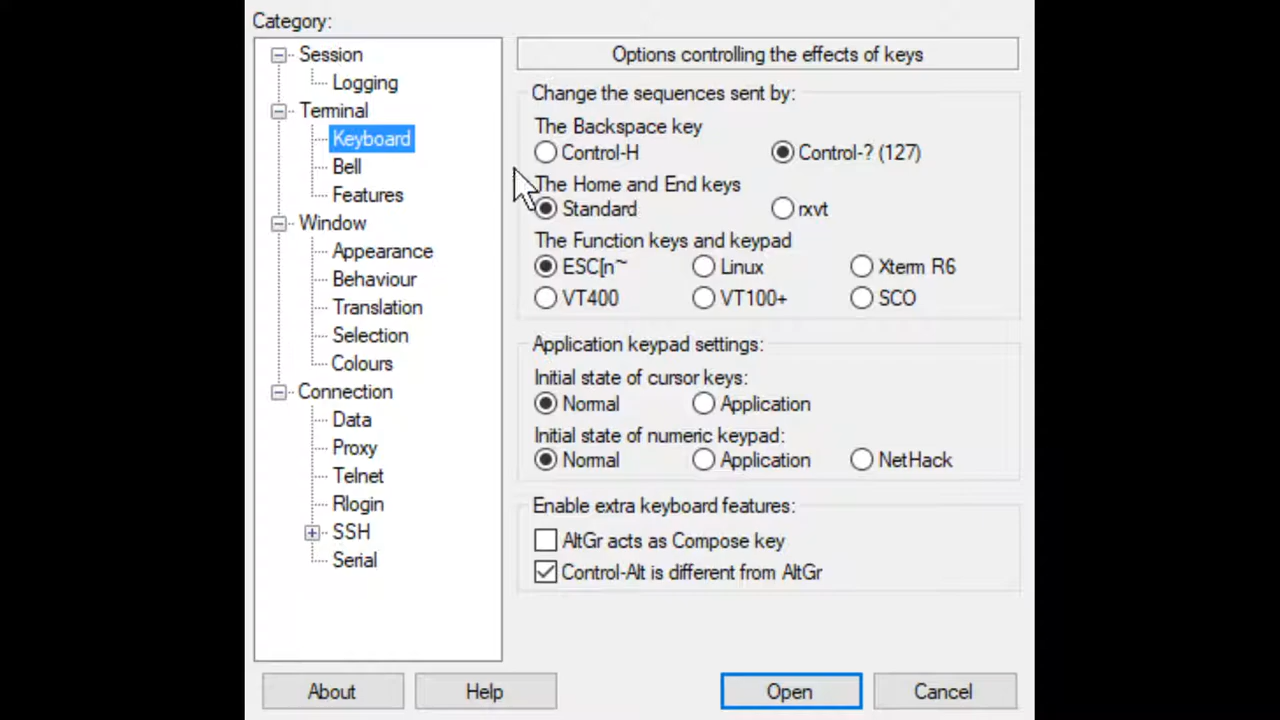 Category:
Session
Logging
Terminal
Keyboard
Bell
Features
Window
Appearance
Behaviour
Translation
Selection
Colours
Connection
Data
Proxy
Telnet
Rlogin
SSH
Serial
Options controlling the effects of keys
Change the sequences sent by:
The Backspace key
Control-H Control-? (127)
The Home and End keys
Standard rxvt
The Function keys and keypad
ESC[n~ Linux Xterm R6
VT400 VT100+ SCO
Application keypad settings:
Initial state of cursor keys:
Normal Application
Initial state of numeric keypad:
Normal Application NetHack
Enable extra keyboard features:
AltGr acts as Compose key
Control-Alt is different from AltGr
About Help Open Cancel